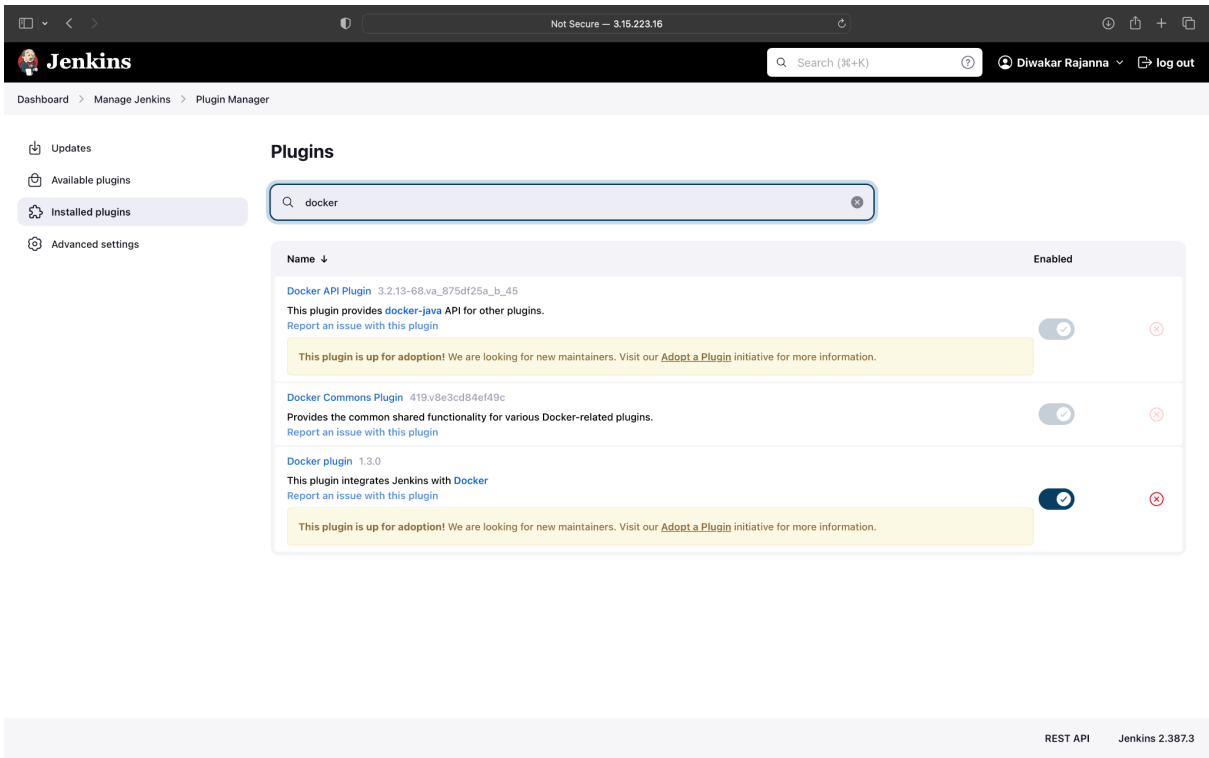 Not Secure — 3.15.223.16
Jenkins
Search (⌘+K)
Diwakar Rajanna
log out
Dashboard > Manage Jenkins > Plugin Manager
Updates
Available plugins
Installed plugins
Advanced settings
Plugins
docker
Name ↓ Enabled
Docker API Plugin 3.2.13-68.va_875df25a_b_45
This plugin provides docker-java API for other plugins.
Report an issue with this plugin
This plugin is up for adoption! We are looking for new maintainers. Visit our Adopt a Plugin initiative for more information.
Docker Commons Plugin 419.v8e3cd84ef49c
Provides the common shared functionality for various Docker-related plugins.
Report an issue with this plugin
Docker plugin 1.3.0
This plugin integrates Jenkins with Docker
Report an issue with this plugin
This plugin is up for adoption! We are looking for new maintainers. Visit our Adopt a Plugin initiative for more information.
REST API Jenkins 2.387.3